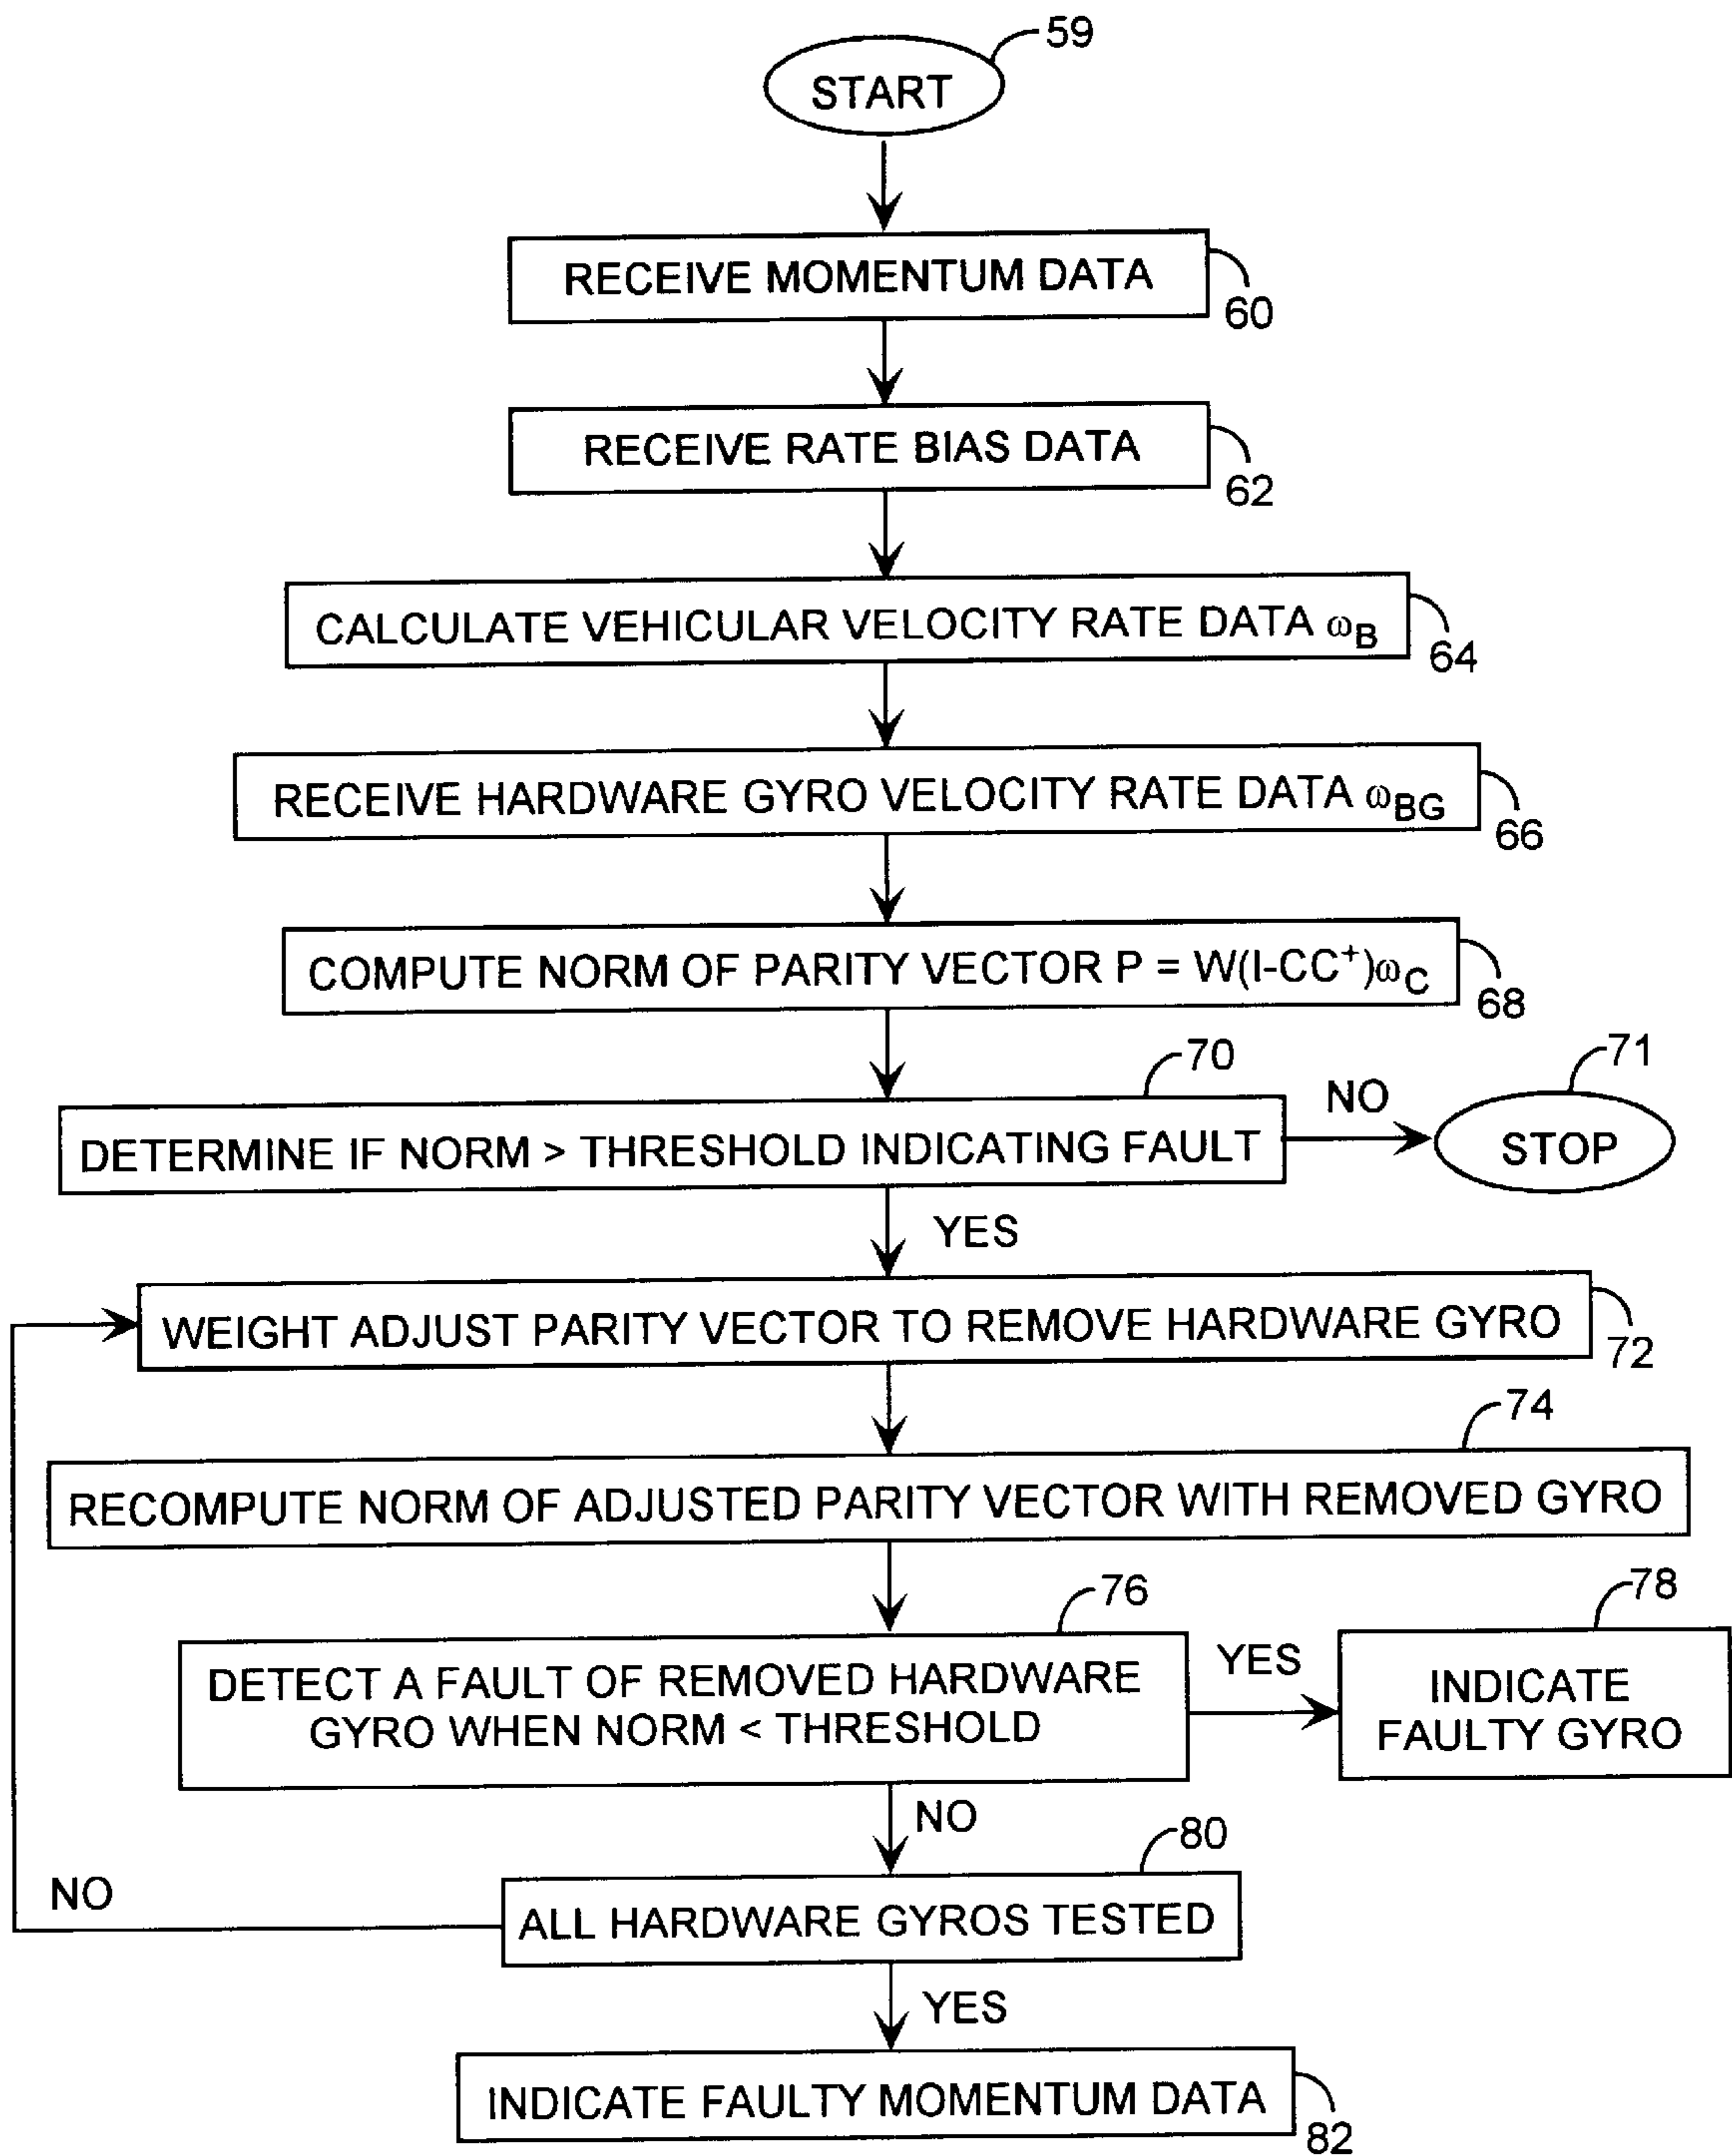 59
START
RECEIVE MOMENTUM DATA
60
RECEIVE RATE BIAS DATA
62
CALCULATE VEHICULAR VELOCITY RATE DATA ωB
64
RECEIVE HARDWARE GYRO VELOCITY RATE DATA ωBG
66
COMPUTE NORM OF PARITY VECTOR P = W(I-CC⁺)ωC
68
70
71
DETERMINE IF NORM > THRESHOLD INDICATING FAULT
NO
STOP
YES
WEIGHT ADJUST PARITY VECTOR TO REMOVE HARDWARE GYRO
72
74
RECOMPUTE NORM OF ADJUSTED PARITY VECTOR WITH REMOVED GYRO
76
78
DETECT A FAULT OF REMOVED HARDWARE
GYRO WHEN NORM < THRESHOLD
YES
INDICATE
FAULTY GYRO
NO
80
NO
ALL HARDWARE GYROS TESTED
YES
INDICATE FAULTY MOMENTUM DATA
82